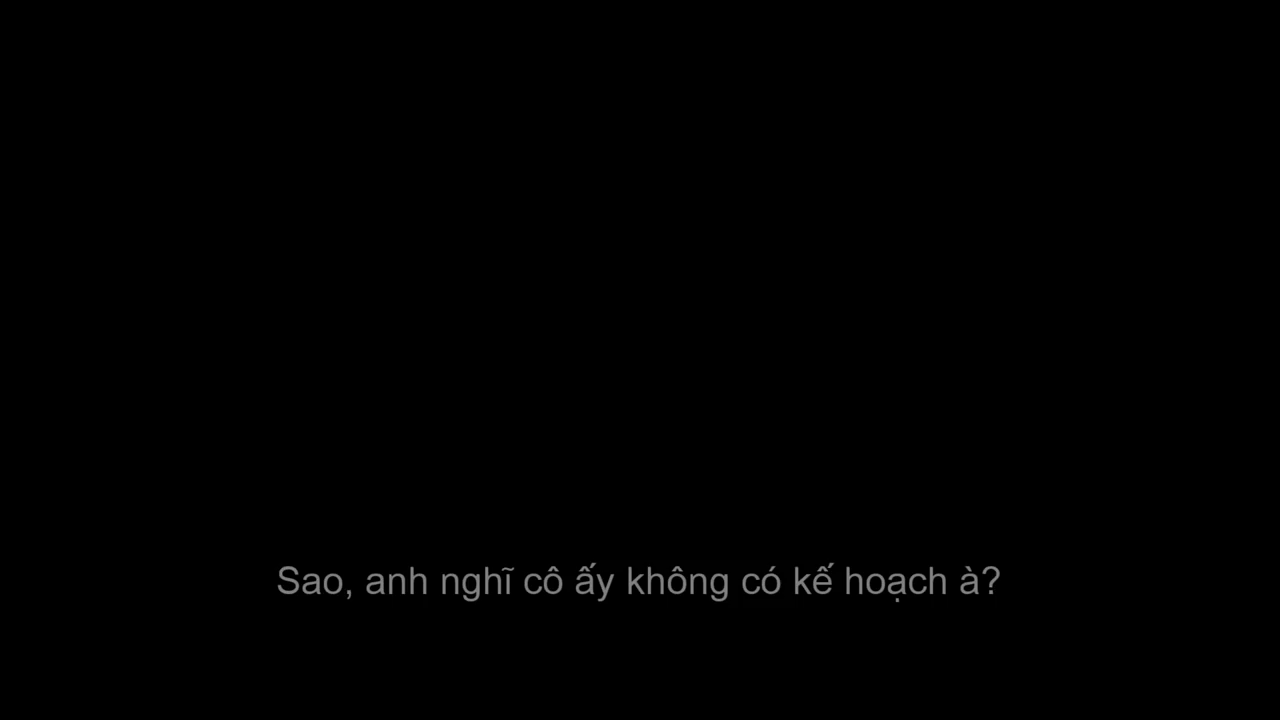 Sao, anh nghĩ cô ấy không có kế hoạch à?